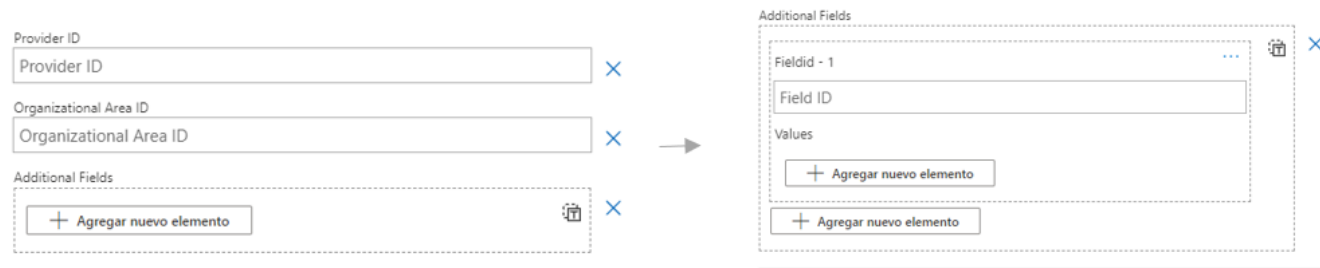 Provider ID
Provider ID
Organizational Area ID
Organizational Area ID
Additional Fields
Agregar nuevo elemento
Additional Fields
Fieldid - 1
Field ID
Values
Agregar nuevo elemento
Agregar nuevo elemento